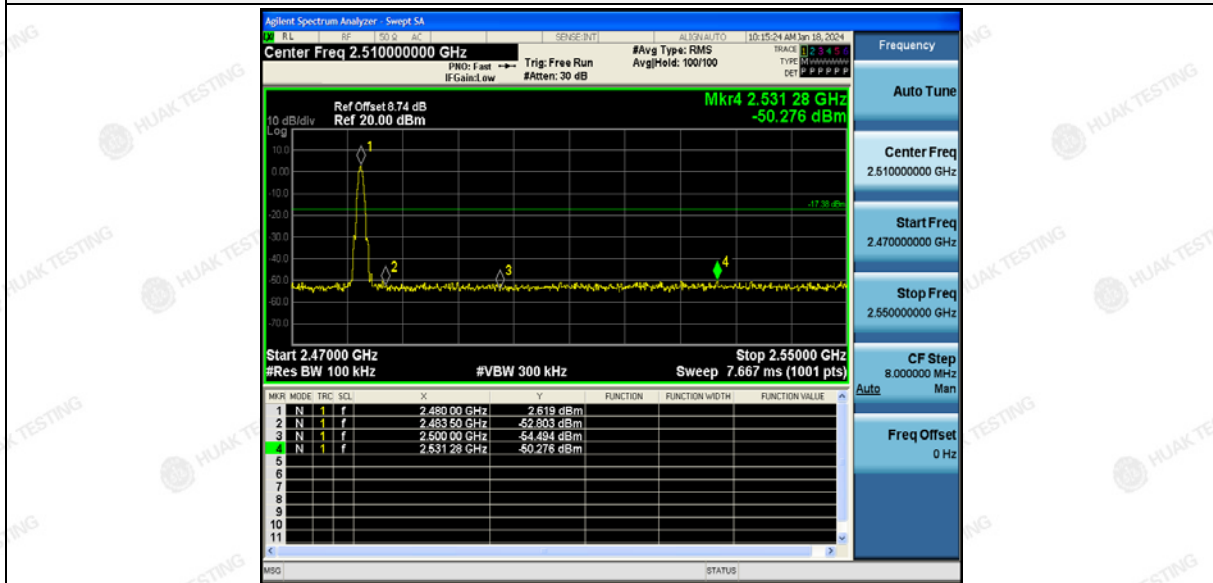 Agilent Spectrum Analyzer - Swept SA
RL RF 50 Ω AC SENSE:INT ALIGN AUTO 10:15:24 AM Jan 18, 2024
Center Freq 2.510000000 GHz
PNO: Fast
IFGain:Low
Trig: Free Run
#Atten: 30 dB
#Avg Type: RMS
Avg|Hold: 100/100
TRACE 1 2 3 4 5 6
TYPE M
DET P P P P P P
Ref Offset 8.74 dB
10 dB/div Ref 20.00 dBm
Log
Mkr4 2.531 28 GHz
-50.276 dBm
10.0
0.00
-10.0
-20.0
-30.0
-40.0
-50.0
-60.0
-70.0
-17.38 dBm
1
2
3
4
Start 2.47000 GHz Stop 2.55000 GHz
#Res BW 100 kHz #VBW 300 kHz Sweep 7.667 ms (1001 pts)
MKR MODE TRC SCL X Y FUNCTION FUNCTION WIDTH FUNCTION VALUE
1 N 1 f 2.480 00 GHz 2.619 dBm
2 N 1 f 2.483 50 GHz -52.803 dBm
3 N 1 f 2.500 00 GHz -54.494 dBm
4 N 1 f 2.531 28 GHz -50.276 dBm
5
6
7
8
9
10
11
MSG STATUS
Frequency
Auto Tune
Center Freq
2.510000000 GHz
Start Freq
2.470000000 GHz
Stop Freq
2.550000000 GHz
CF Step
8.000000 MHz
Auto Man
Freq Offset
0 Hz
HUAK TESTING
HUAK TESTING
HUAK TESTING